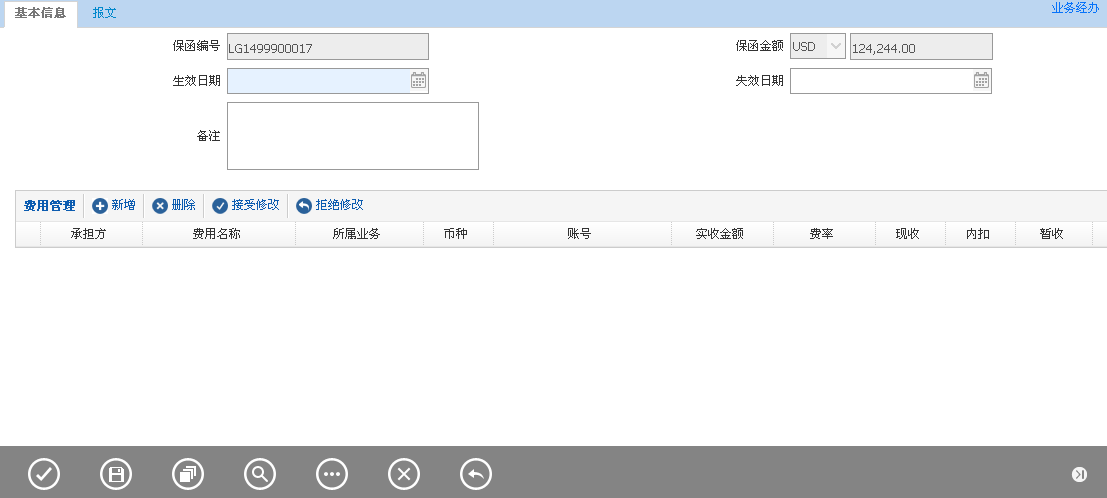 基本信息 报文 业务经办
保函编号 LG1499900017 保函金额 USD 124,244.00
生效日期 失效日期
备注
费用管理 新增 删除 接受修改 拒绝修改
承担方 费用名称 所属业务 币种 账号 实收金额 费率 现收 内扣 暂收